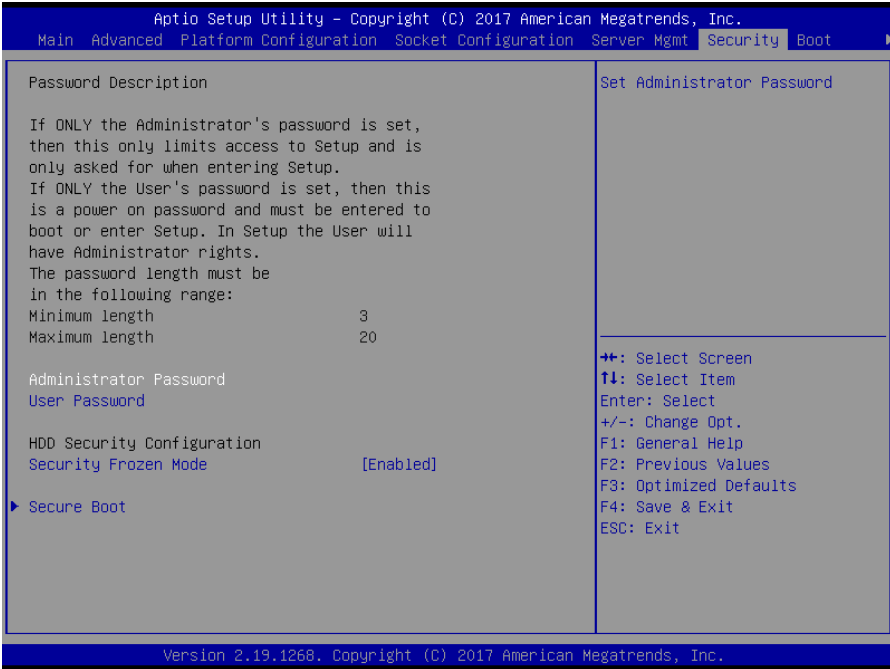 Aptio Setup Utility – Copyright (C) 2017 American Megatrends, Inc.
Main Advanced Platform Configuration Socket Configuration Server Mgmt Security Boot
Password Description
If ONLY the Administrator's password is set,
then this only limits access to Setup and is
only asked for when entering Setup.
If ONLY the User's password is set, then this
is a power on password and must be entered to
boot or enter Setup. In Setup the User will
have Administrator rights.
The password length must be
in the following range:
Minimum length 3
Maximum length 20
Administrator Password
User Password
HDD Security Configuration
Security Frozen Mode [Enabled]
Secure Boot
Set Administrator Password
→←: Select Screen
↑↓: Select Item
Enter: Select
+/-: Change Opt.
F1: General Help
F2: Previous Values
F3: Optimized Defaults
F4: Save & Exit
ESC: Exit
Version 2.19.1268. Copyright (C) 2017 American Megatrends, Inc.